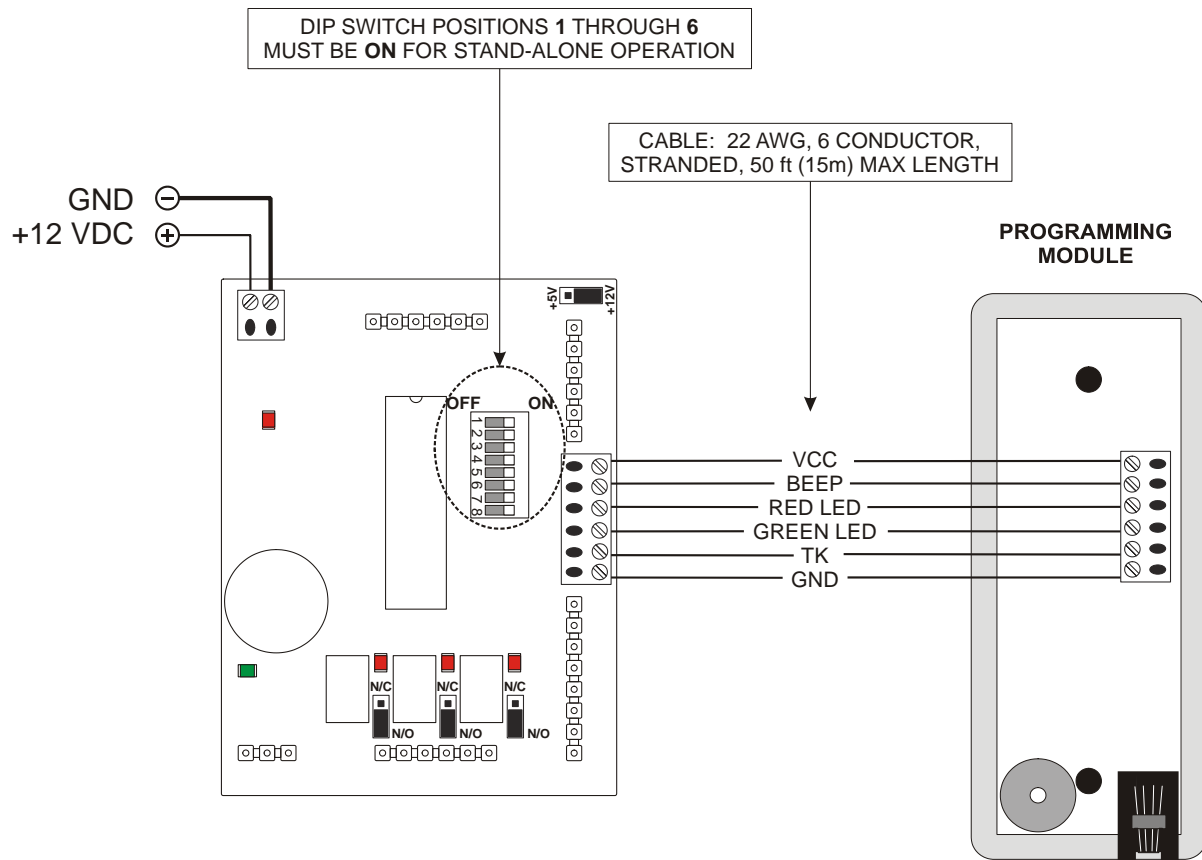 DIP SWITCH POSITIONS 1 THROUGH 6
MUST BE ON FOR STAND-ALONE OPERATION
CABLE: 22 AWG, 6 CONDUCTOR,
STRANDED, 50 ft (15m) MAX LENGTH
GND
+12 VDC
PROGRAMMING
MODULE
+5V
+12V
OFF
ON
1
2
3
4
5
6
7
8
VCC
BEEP
RED LED
GREEN LED
TK
GND
N/C
N/C
N/C
N/O
N/O
N/O